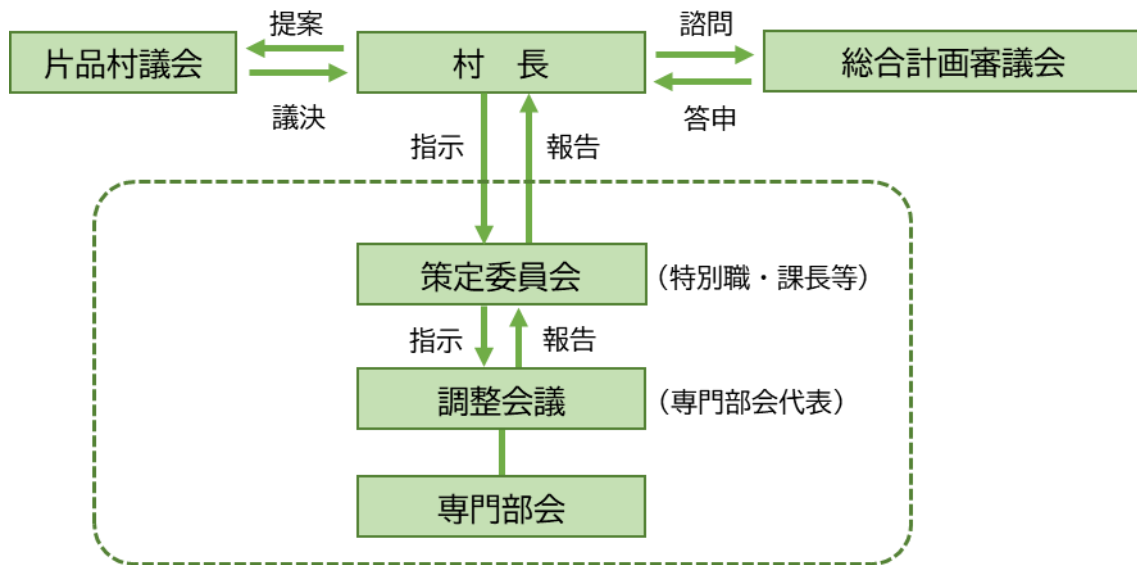 提案
片品村議会
村　長
諮問
総合計画審議会
議決
答申
指示
報告
策定委員会
（特別職・課長等）
指示
報告
調整会議
（専門部会代表）
専門部会